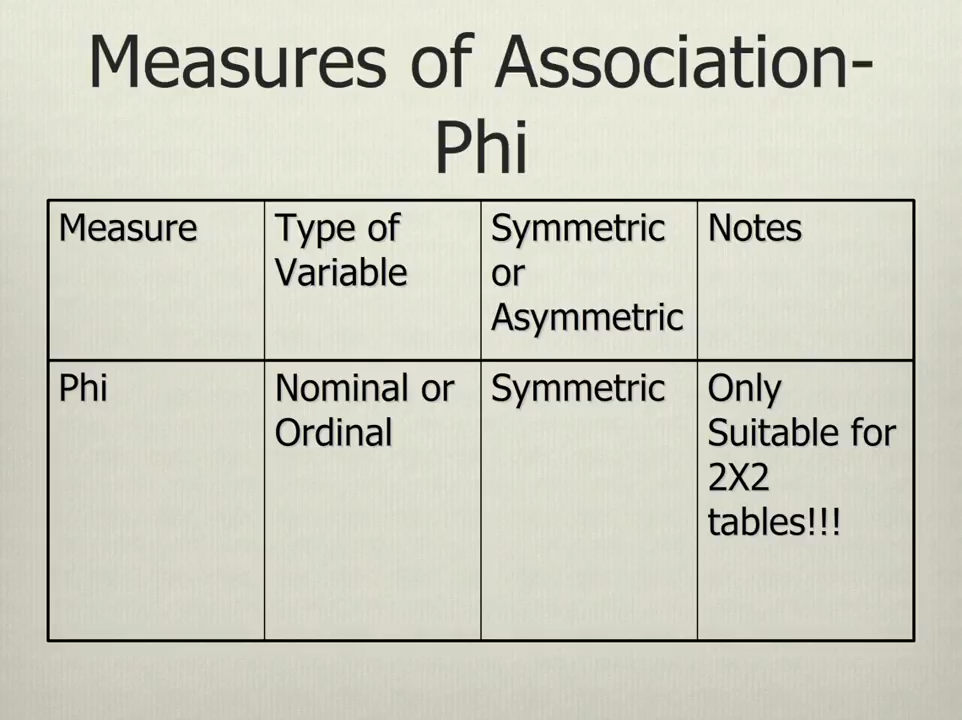 Measures of Association-
Phi
Measure
Type of
Variable
Symmetric
or
Asymmetric
Notes
Phi
Nominal or
Ordinal
Symmetric
Only
Suitable for
2X2
tables!!!